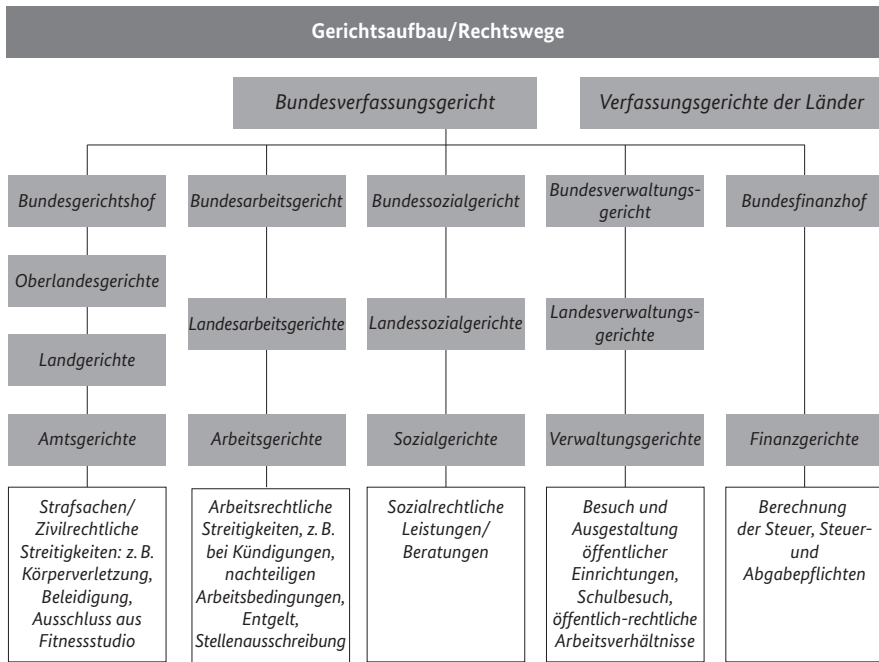 Gerichtsaufbau/Rechtswege
Bundesverfassungsgericht
Verfassungsgerichte der Länder
Bundesgerichtshof
Bundesarbeitsgericht
Bundessozialgericht
Bundesverwaltungs-
gericht
Bundesfinanzhof
Oberlandesgerichte
Landesarbeitsgerichte
Landessozialgerichte
Landesverwaltungs-
gerichte
Landgerichte
Amtsgerichte
Arbeitsgerichte
Sozialgerichte
Verwaltungsgerichte
Finanzgerichte
Strafsachen/
Zivilrechtliche
Streitigkeiten: z. B.
Körperverletzung,
Beleidigung,
Ausschluss aus
Fitnessstudio
Arbeitsrechtliche
Streitigkeiten, z. B.
bei Kündigungen,
nachteiligen
Arbeitsbedingungen,
Entgelt,
Stellenausschreibung
Sozialrechtliche
Leistungen/
Beratungen
Besuch und
Ausgestaltung
öffentlicher
Einrichtungen,
Schulbesuch,
öffentlich-rechtliche
Arbeitsverhältnisse
Berechnung
der Steuer, Steuer-
und
Abgabepflichten